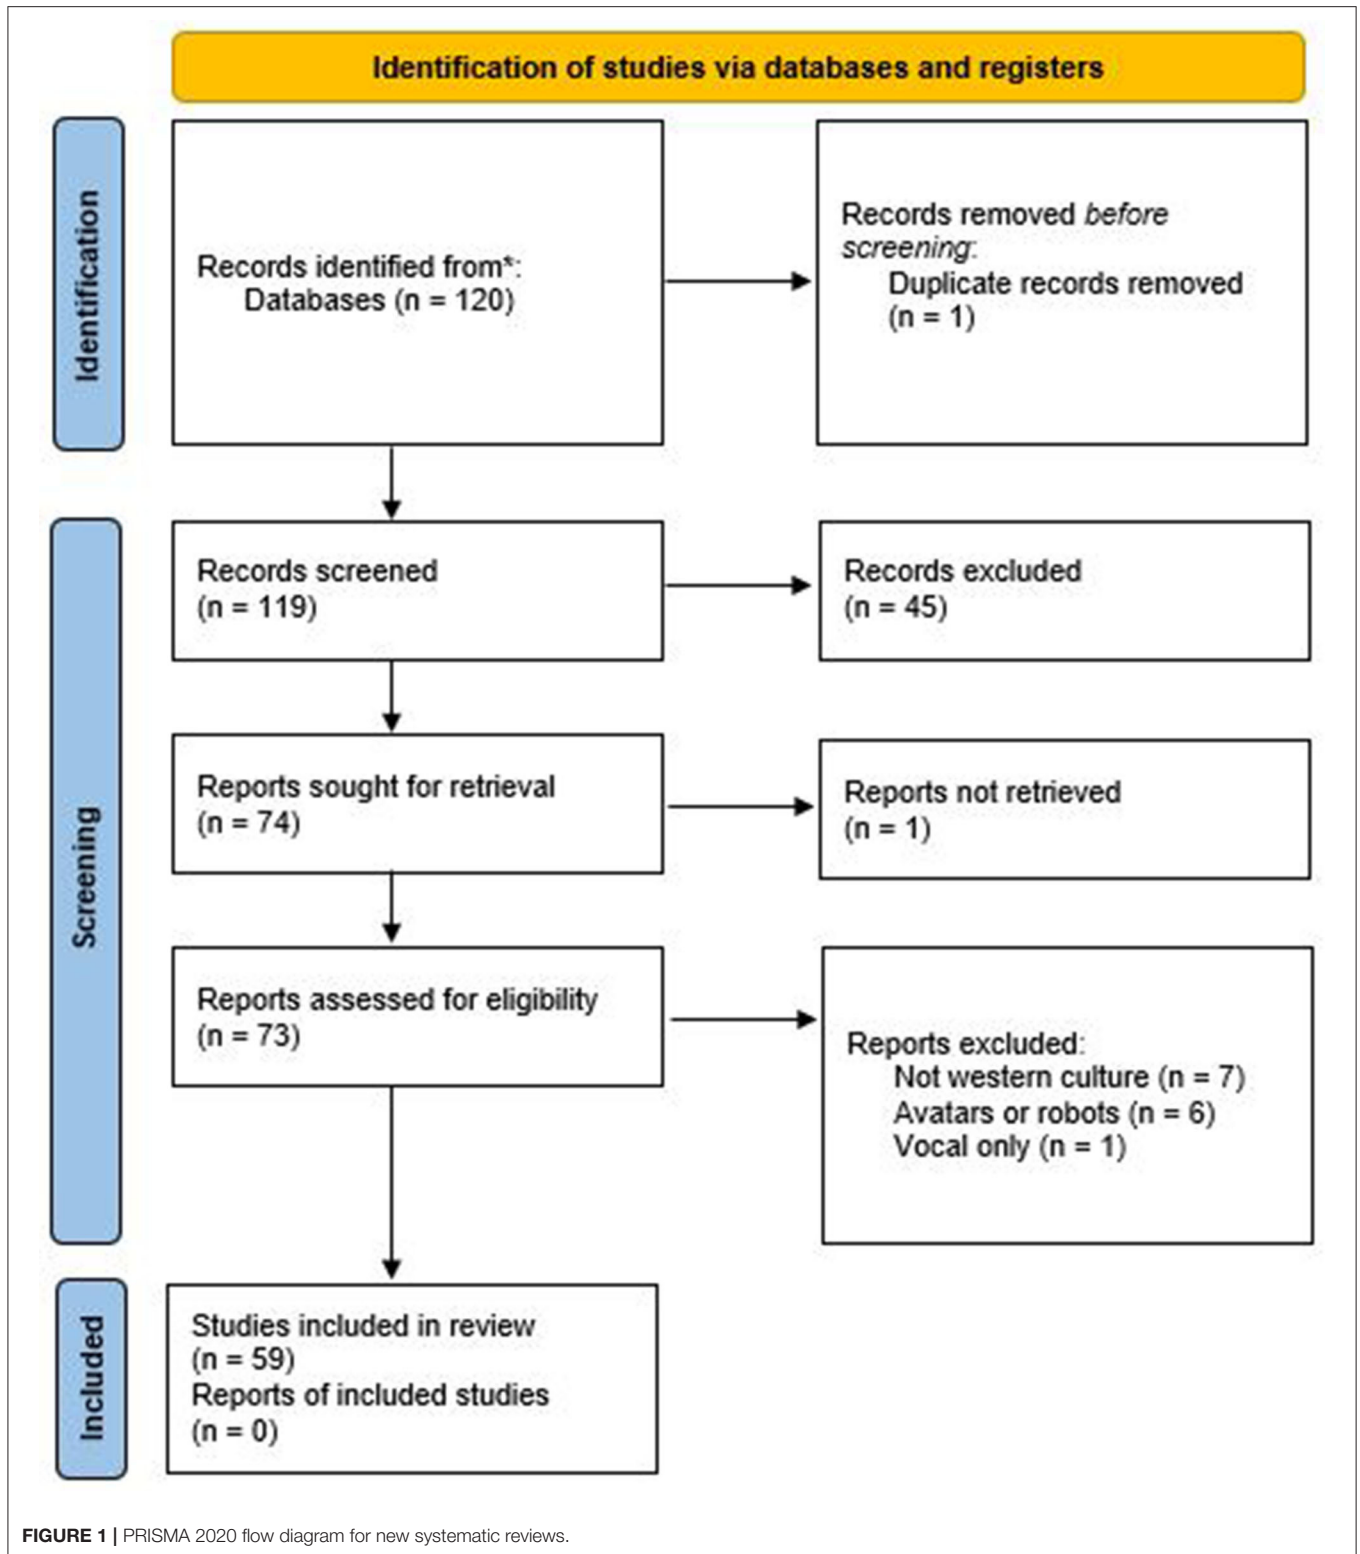 Identification of studies via databases and registers
Identification
Records identified from*:
Databases (n = 120)
Records removed before
screening:
Duplicate records removed
(n = 1)
Screening
Records screened
(n = 119)
Records excluded
(n = 45)
Reports sought for retrieval
(n = 74)
Reports not retrieved
(n = 1)
Reports assessed for eligibility
(n = 73)
Reports excluded:
Not western culture (n = 7)
Avatars or robots (n = 6)
Vocal only (n = 1)
Included
Studies included in review
(n = 59)
Reports of included studies
(n = 0)
FIGURE 1 | PRISMA 2020 flow diagram for new systematic reviews.